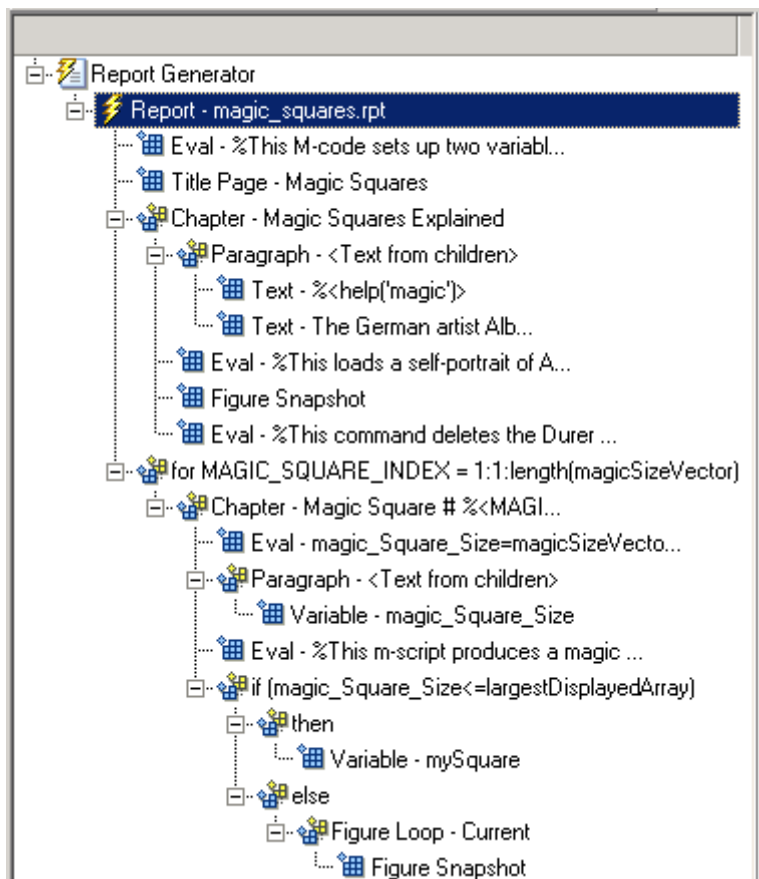 Report Generator
Report - magic_squares.rpt
Eval - %This M-code sets up two variabl...
Title Page - Magic Squares
Chapter - Magic Squares Explained
Paragraph - <Text from children>
Text - %<help('magic')>
Text - The German artist Alb...
Eval - %This loads a self-portrait of A...
Figure Snapshot
Eval - %This command deletes the Durer ...
for MAGIC_SQUARE_INDEX = 1:1:length(magicSizeVector)
Chapter - Magic Square # %<MAGI...
Eval - magic_Square_Size=magicSizeVecto...
Paragraph - <Text from children>
Variable - magic_Square_Size
Eval - %This m-script produces a magic ...
if (magic_Square_Size<=largestDisplayedArray)
then
Variable - mySquare
else
Figure Loop - Current
Figure Snapshot